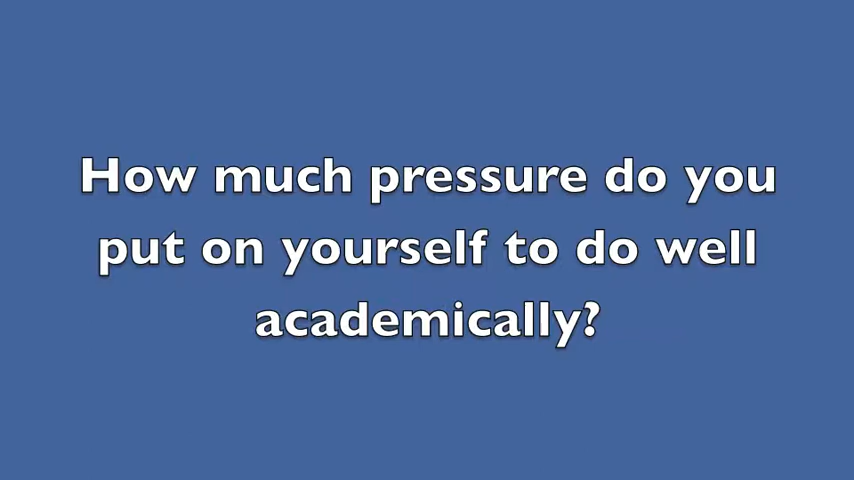 How much pressure do you
put on yourself to do well
academically?